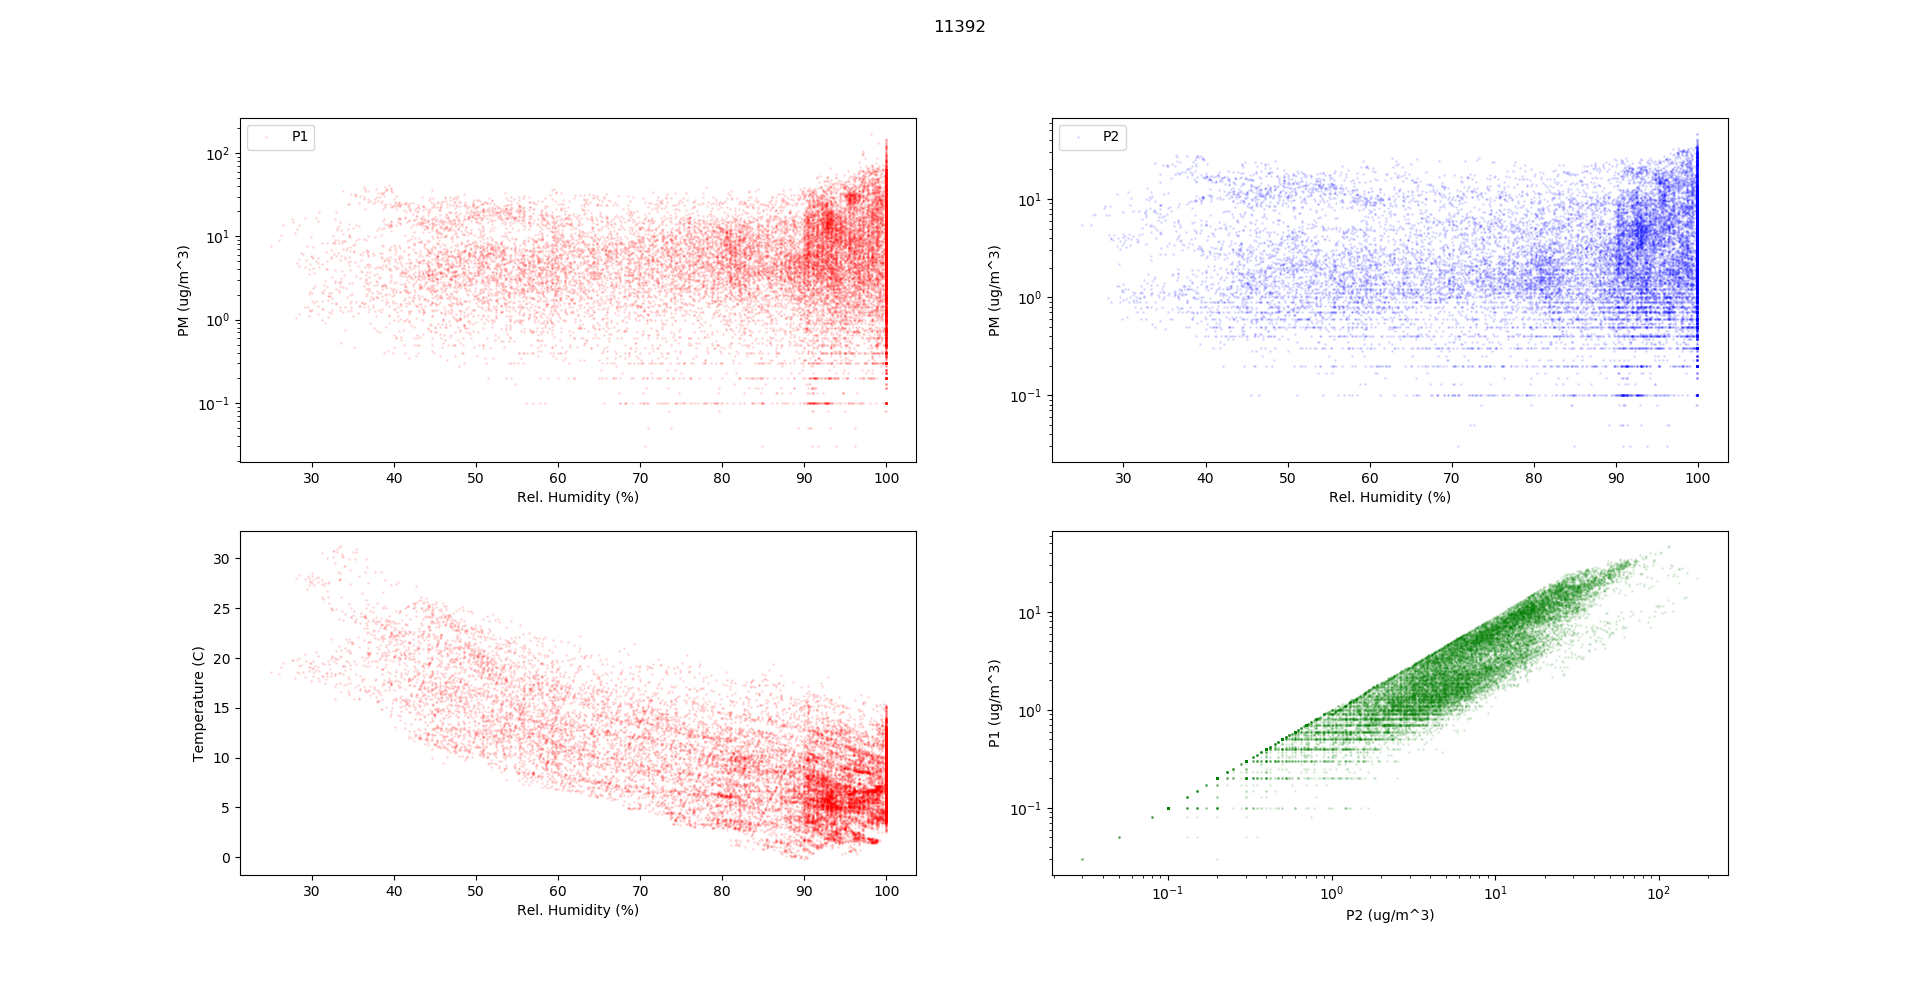 11392
P1
PM (ug/m^3)
10^2
10^1
10^0
10^-1
30 40 50 60 70 80 90 100
Rel. Humidity (%)
P2
PM (ug/m^3)
10^1
10^0
10^-1
30 40 50 60 70 80 90 100
Rel. Humidity (%)
Temperature (C)
30
25
20
15
10
5
0
30 40 50 60 70 80 90 100
Rel. Humidity (%)
P1 (ug/m^3)
10^1
10^0
10^-1
10^-1 10^0 10^1 10^2
P2 (ug/m^3)